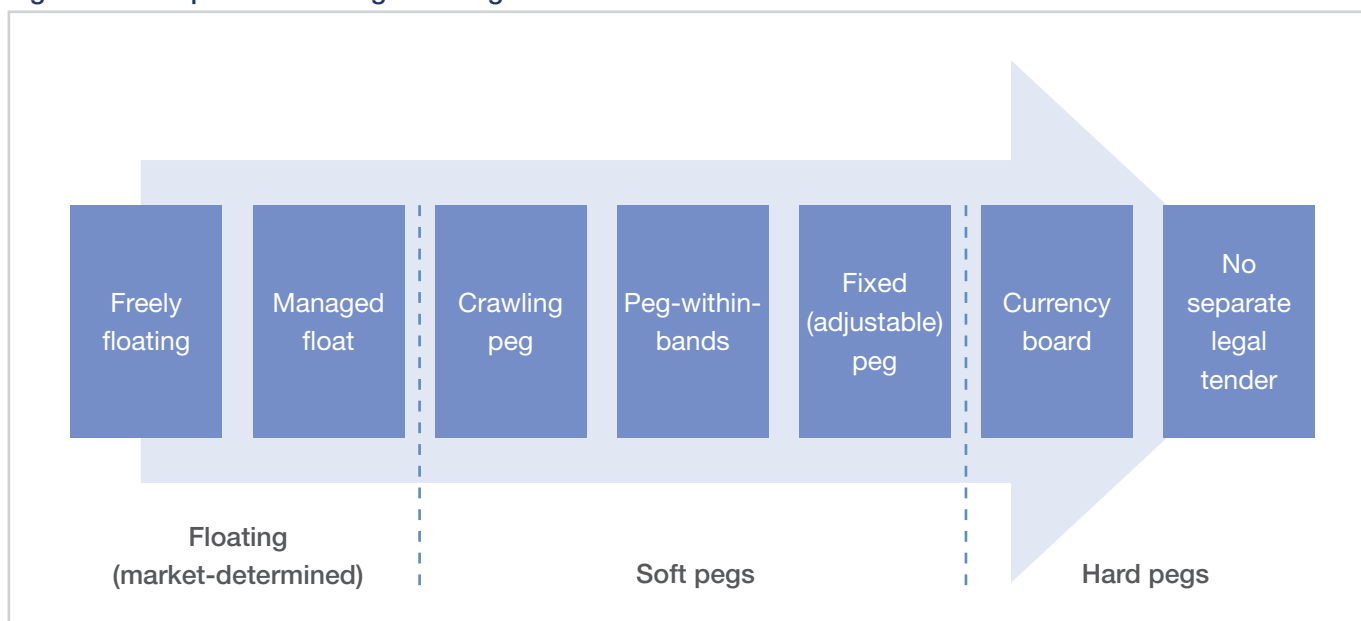 Freely
floating
Managed
float
Crawling
peg
Peg-within-
bands
Fixed
(adjustable)
peg
Currency
board
No
separate
legal
tender
Floating
(market-determined)
Soft pegs
Hard pegs